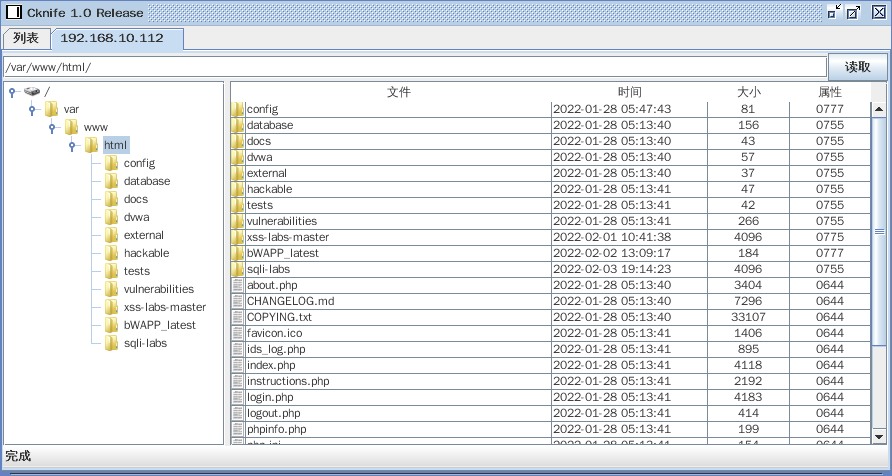 Cknife 1.0 Release
列表 192.168.10.112
/var/www/html/ 读取
/
var
www
html
config
database
docs
dvwa
external
hackable
tests
vulnerabilities
xss-labs-master
bWAPP_latest
sqli-labs
文件 时间 大小 属性
config 2022-01-28 05:47:43 81 0777
database 2022-01-28 05:13:40 156 0755
docs 2022-01-28 05:13:40 43 0755
dvwa 2022-01-28 05:13:40 57 0755
external 2022-01-28 05:13:40 37 0755
hackable 2022-01-28 05:13:41 47 0755
tests 2022-01-28 05:13:41 42 0755
vulnerabilities 2022-01-28 05:13:41 266 0755
xss-labs-master 2022-02-01 10:41:38 4096 0775
bWAPP_latest 2022-02-02 13:09:17 184 0777
sqli-labs 2022-02-03 19:14:23 4096 0755
about.php 2022-01-28 05:13:40 3404 0644
CHANGELOG.md 2022-01-28 05:13:40 7296 0644
COPYING.txt 2022-01-28 05:13:40 33107 0644
favicon.ico 2022-01-28 05:13:41 1406 0644
ids_log.php 2022-01-28 05:13:41 895 0644
index.php 2022-01-28 05:13:41 4118 0644
instructions.php 2022-01-28 05:13:41 2192 0644
login.php 2022-01-28 05:13:41 4183 0644
logout.php 2022-01-28 05:13:41 414 0644
phpinfo.php 2022-01-28 05:13:41 199 0644
完成